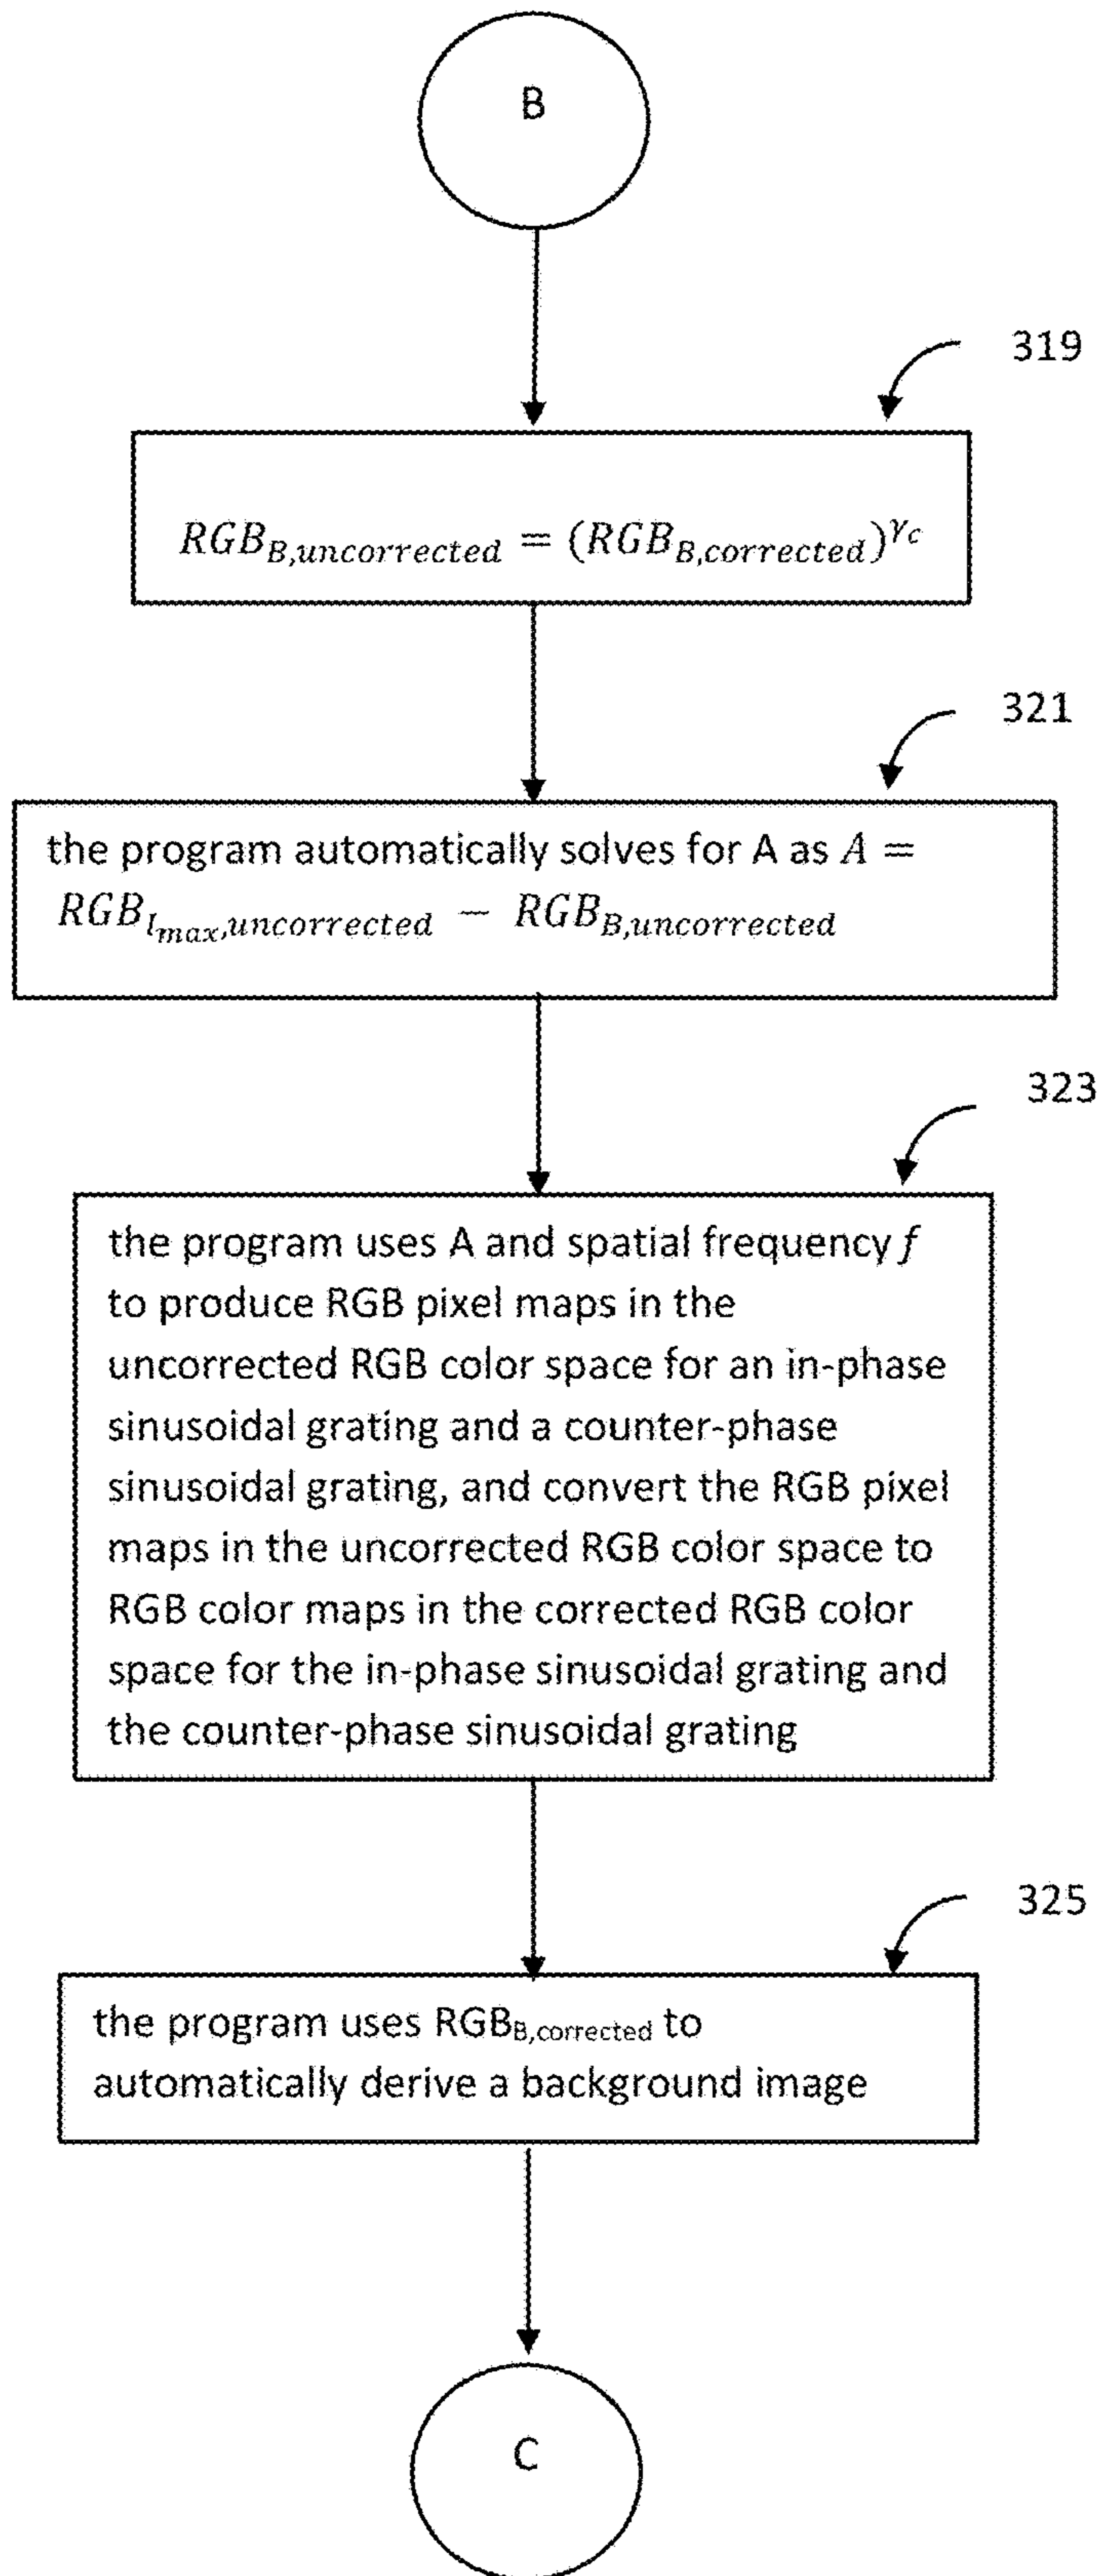 B
319
RGB_{B,uncorrected} = (RGB_{B,corrected})^{γ_c}
321
the program automatically solves for A as A =
RGB_{l_{max},uncorrected} − RGB_{B,uncorrected}
323
the program uses A and spatial frequency f
to produce RGB pixel maps in the
uncorrected RGB color space for an in-phase
sinusoidal grating and a counter-phase
sinusoidal grating, and convert the RGB pixel
maps in the uncorrected RGB color space to
RGB color maps in the corrected RGB color
space for the in-phase sinusoidal grating and
the counter-phase sinusoidal grating
325
the program uses RGB_{B,corrected} to
automatically derive a background image
C